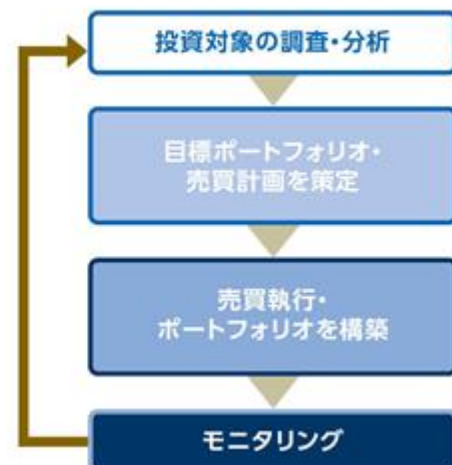 投資対象の調査・分析
目標ポートフォリオ・
売買計画を策定
売買執行・
ポートフォリオを構築
モニタリング